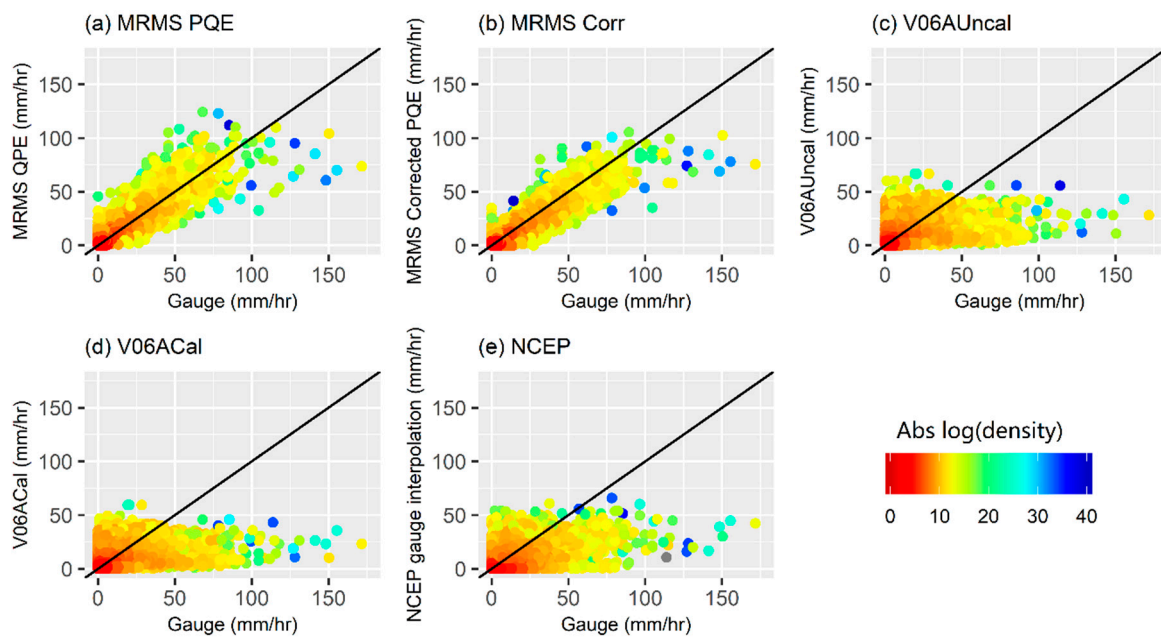 (a) MRMS PQE
(b) MRMS Corr
(c) V06AUncal
MRMS QPE (mm/hr)
150
100
50
0
0 50 100 150
Gauge (mm/hr)
MRMS Corrected PQE (mm/hr)
150
100
50
0
0 50 100 150
Gauge (mm/hr)
V06AUncal (mm/hr)
150
100
50
0
0 50 100 150
Gauge (mm/hr)
(d) V06ACal
(e) NCEP
V06ACal (mm/hr)
150
100
50
0
0 50 100 150
Gauge (mm/hr)
NCEP gauge interpolation (mm/hr)
150
100
50
0
0 50 100 150
Gauge (mm/hr)
Abs log(density)
0 10 20 30 40